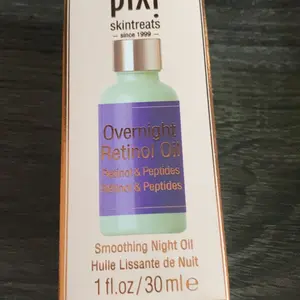 pixi
skintreats
– since 1999 –
Overnight
Retinol Oil
Retinol & Peptides
Rétinol & Peptides
Smoothing Night Oil
Huile Lissante de Nuit
1 fl.oz/30 ml e